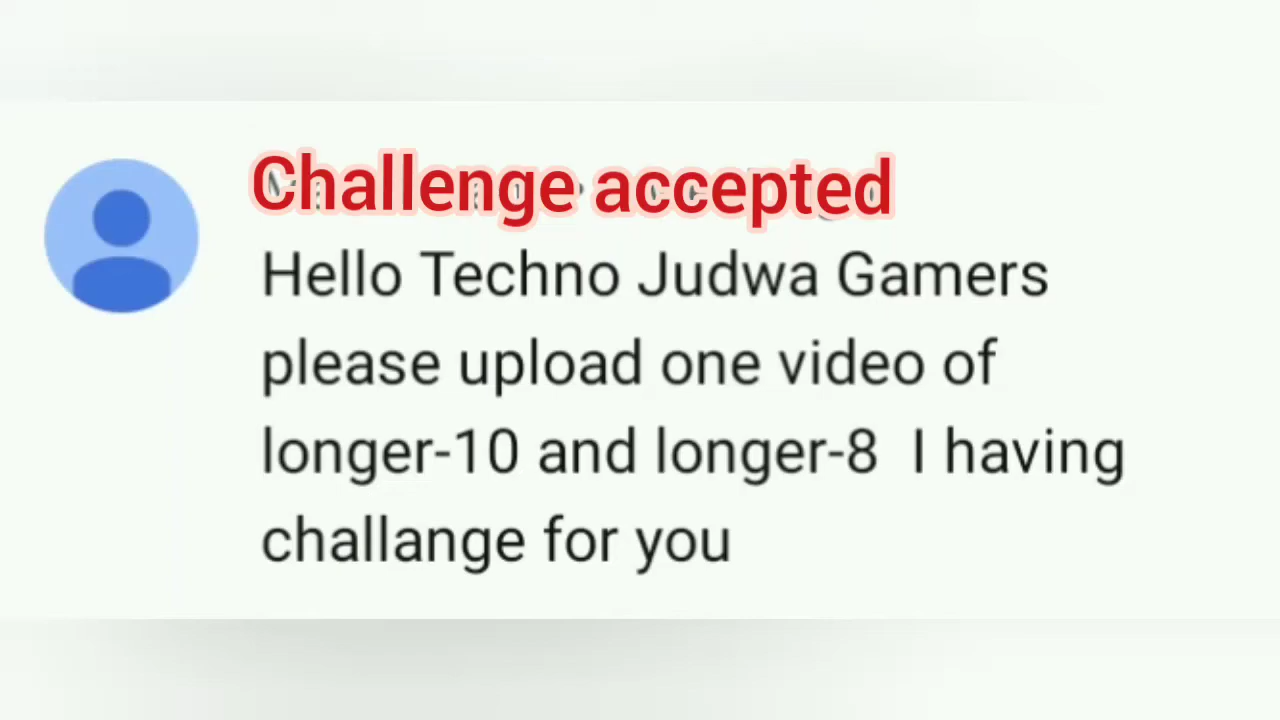 Challenge accepted
Hello Techno Judwa Gamers
please upload one video of
longer-10 and longer-8 I having
challange for you